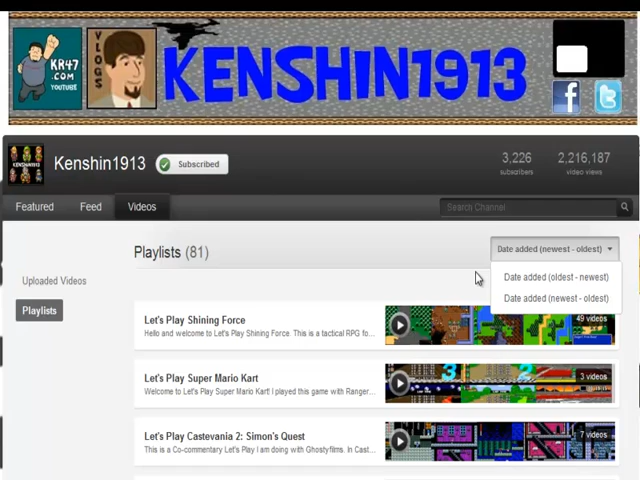 KR47
.COM
YOUTUBE
VLOGS
KENSHIN1913
Kenshin1913
Subscribed
3,226
subscribers
2,216,187
video views
Featured
Feed
Videos
Search Channel
Playlists (81)
Date added (newest - oldest)
Date added (oldest - newest)
Date added (newest - oldest)
Uploaded Videos
Playlists
Let's Play Shining Force
Hello and welcome to Let's Play Shining Force. This is a tactical RPG fo...
49 videos
Let's Play Super Mario Kart
Welcome to Let's Play Super Mario Kart! I played this game with Ranger...
3 videos
Let's Play Castevania 2: Simon's Quest
This is a Co-commentary Let's Play I am doing with Ghostyfilms. In Cast...
7 videos